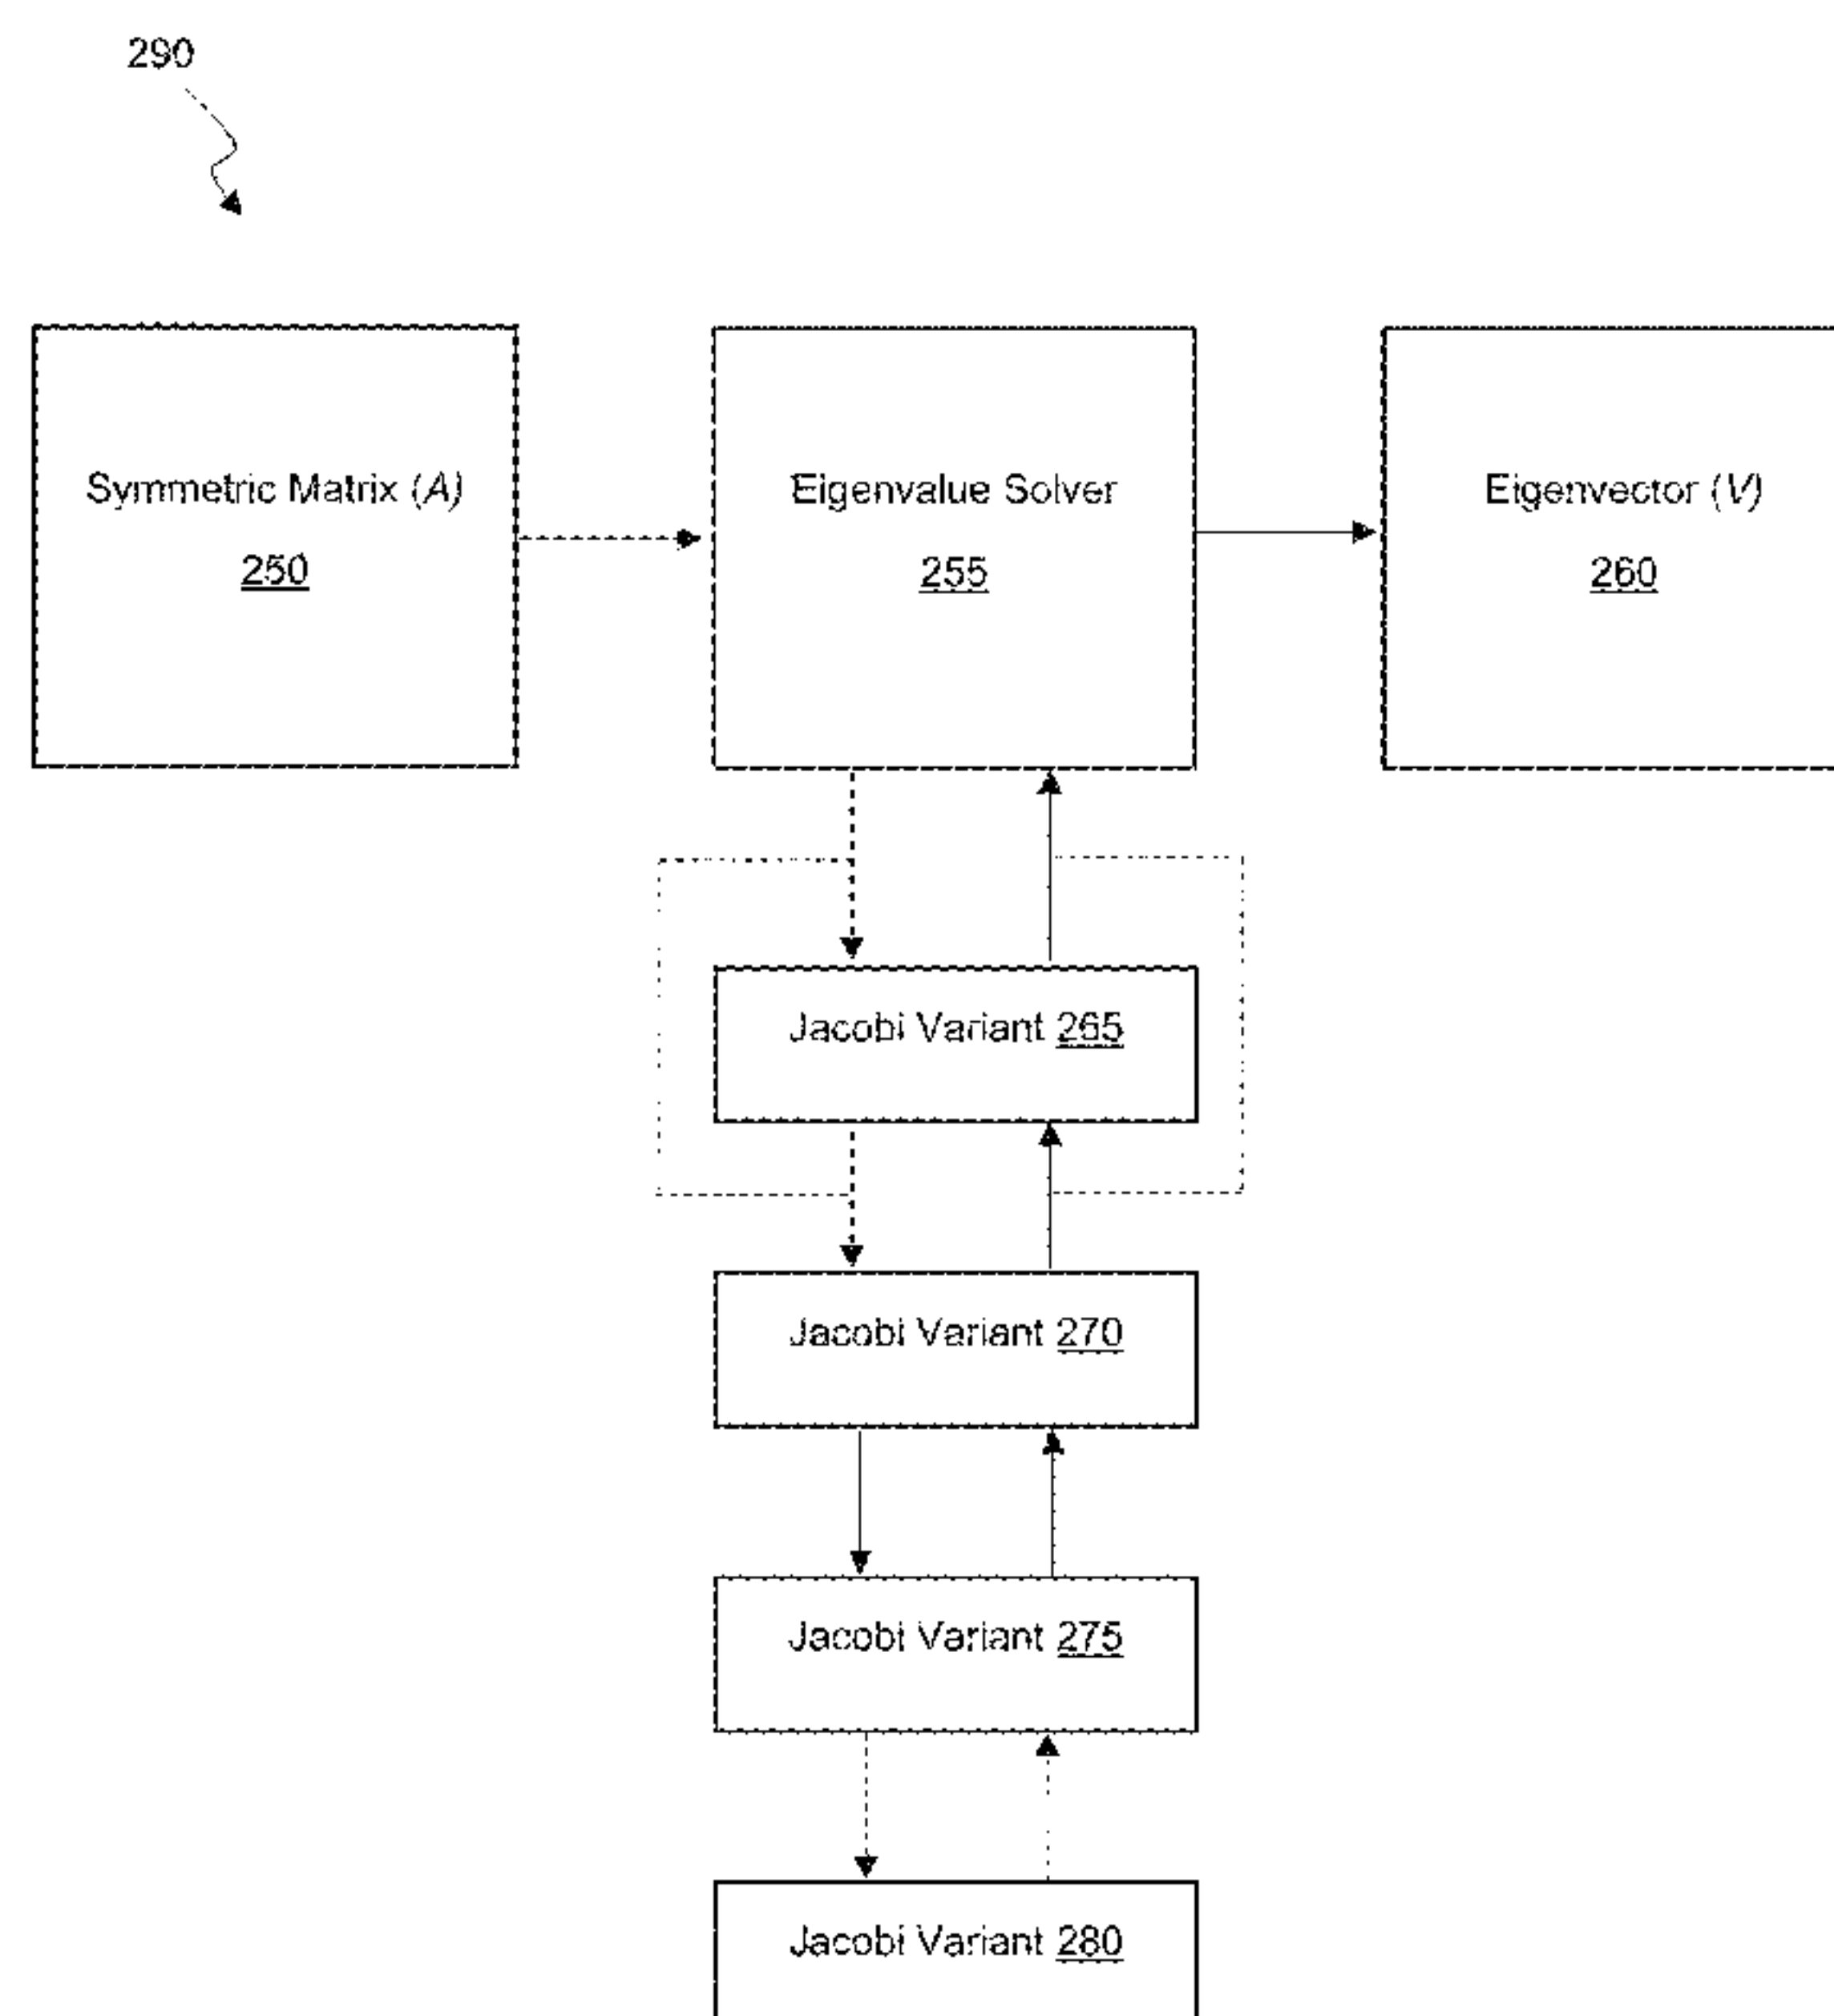 290
Symmetric Matrix (A)
250
Eigenvalue Solver
255
Eigenvector (V)
260
Jacobi Variant 265
Jacobi Variant 270
Jacobi Variant 275
Jacobi Variant 280